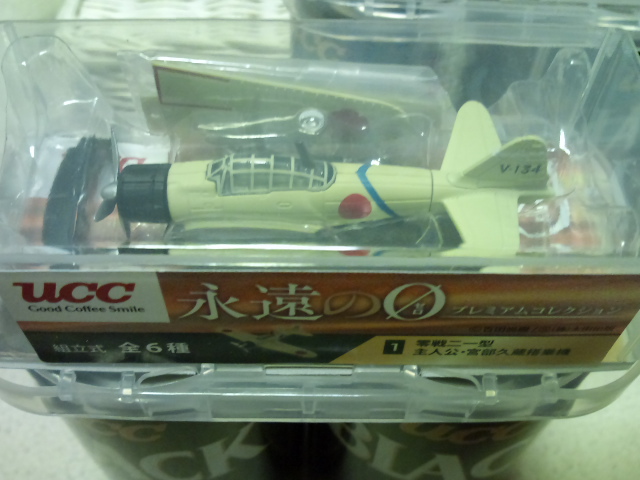 V-134
UCC
Good Coffee Smile
永遠の0
プレミアムコレクション
組立式 全6種
1 零戦二一型
主人公・宮部久蔵搭乗機
UCC
UCC
BLACK